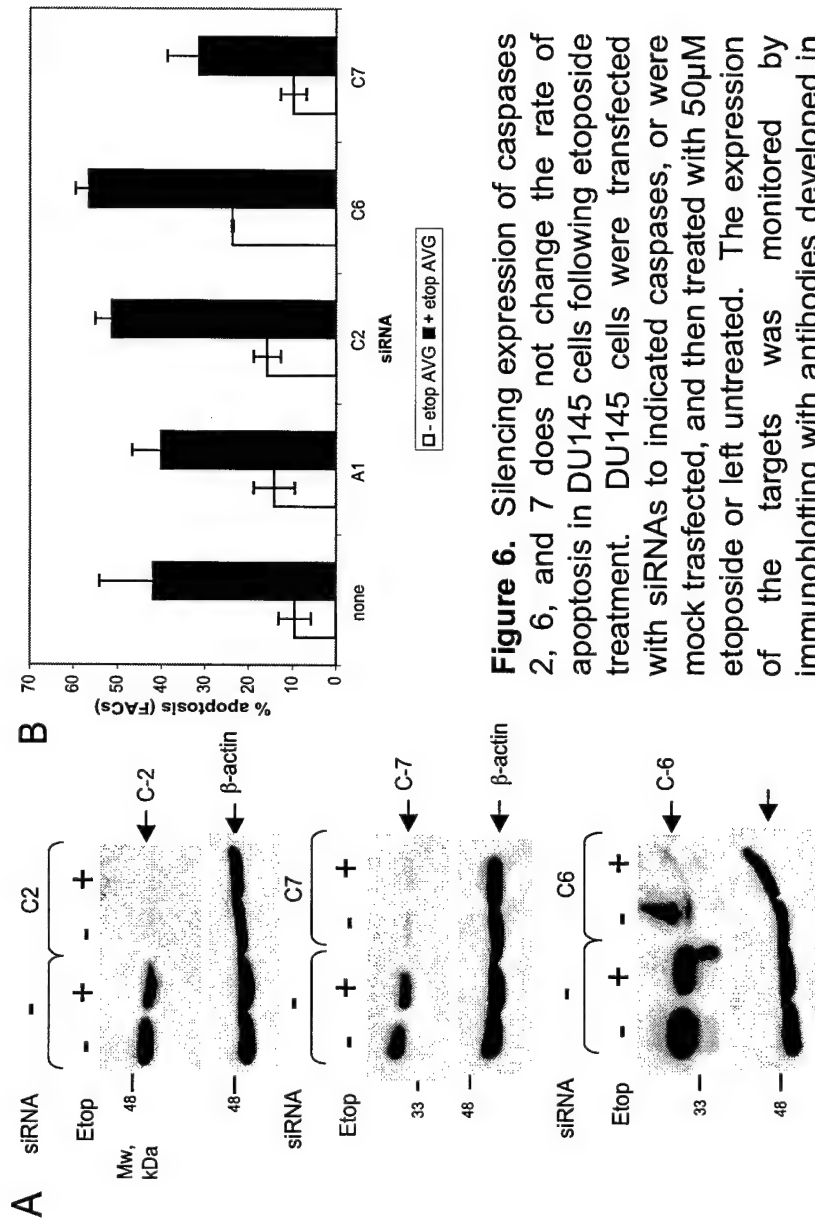 A
siRNA
-
C2
Etop
- + - +
Mw,
kDa
48
C-2
48
β-actin
siRNA
-
C7
Etop
- + - +
33
C-7
48
β-actin
siRNA
-
C6
Etop
- + - +
33
C-6
48
B
% apoptosis (FACs)
70
60
50
40
30
20
10
0
none
A1
C2
C6
C7
siRNA
- etop AVG + etop AVG
Figure 6. Silencing expression of caspases
2, 6, and 7 does not change the rate of
apoptosis in DU145 cells following etoposide
treatment. DU145 cells were transfected
with siRNAs to indicated caspases, or were
mock trasfected, and then treated with 50µM
etoposide or left untreated. The expression
of the targets was monitored by
immunoblotting with antibodies developed in